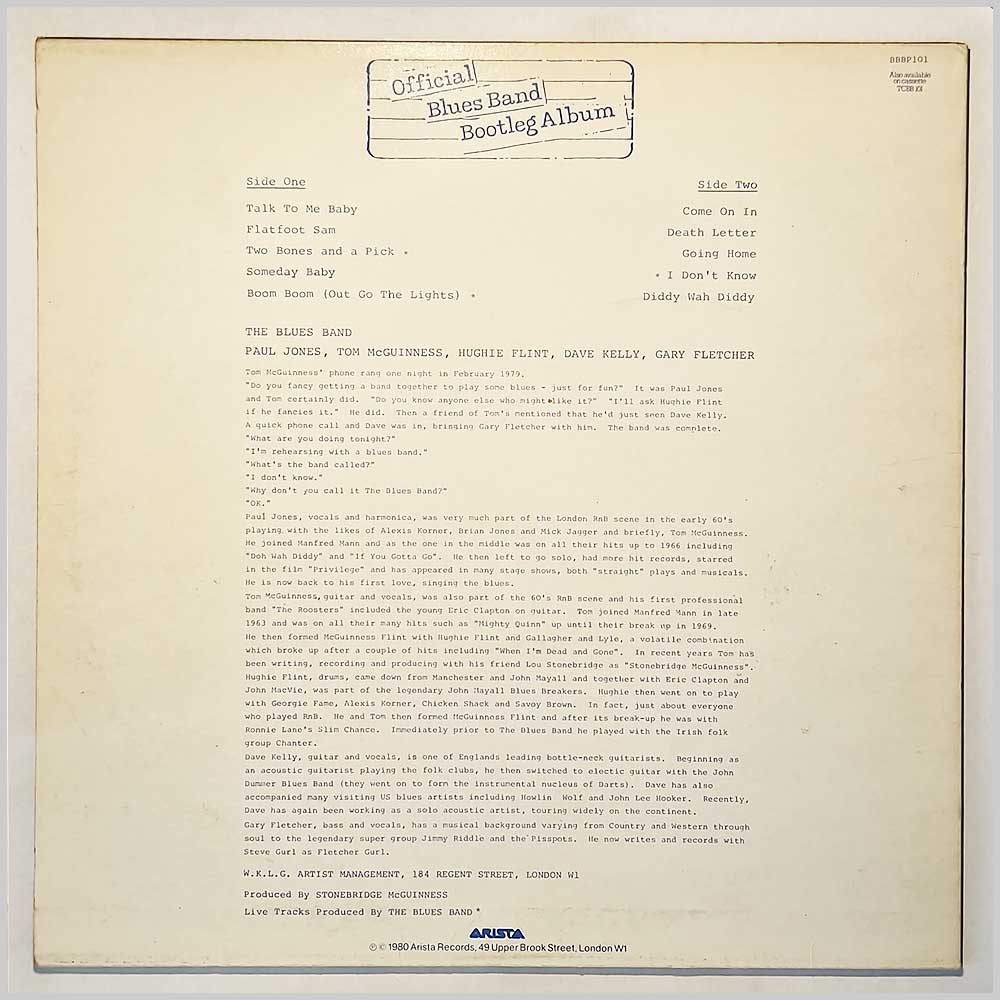 Official
Blues Band
Bootleg Album
BBBP101
Also available
on cassette
TCBB 101
Side One
Talk To Me Baby
Flatfoot Sam
Two Bones and a Pick *
Someday Baby
Boom Boom (Out Go The Lights) *
Side Two
Come On In
Death Letter
Going Home
* I Don't Know
Diddy Wah Diddy
THE BLUES BAND
PAUL JONES, TOM McGUINNESS, HUGHIE FLINT, DAVE KELLY, GARY FLETCHER
Tom McGuinness' phone rang one night in February 1979.
"Do you fancy getting a band together to play some blues - just for fun?" It was Paul Jones
and Tom certainly did. "Do you know anyone else who might like it?" "I'll ask Hughie Flint
if he fancies it." He did. Then a friend of Tom's mentioned that he'd just seen Dave Kelly.
A quick phone call and Dave was in, bringing Gary Fletcher with him. The band was complete.
"What are you doing tonight?"
"I'm rehearsing with a blues band."
"What's the band called?"
"I don't know."
"Why don't you call it The Blues Band?"
"OK."
Paul Jones, vocals and harmonica, was very much part of the London RnB scene in the early 60's
playing with the likes of Alexis Korner, Brian Jones and Mick Jagger and briefly, Tom McGuinness.
He joined Manfred Mann and as the one in the middle was on all their hits up to 1966 including
"Doh Wah Diddy" and "If You Gotta Go". He then left to go solo, had more hit records, starred
in the film "Privilege" and has appeared in many stage shows, both "straight" plays and musicals.
He is now back to his first love, singing the blues.
Tom McGuinness, guitar and vocals, was also part of the 60's RnB scene and his first professional
band "The Roosters" included the young Eric Clapton on guitar. Tom joined Manfred Mann in late
1963 and was on all their many hits such as "Mighty Quinn" up until their break up in 1969.
He then formed McGuinness Flint with Hughie Flint and Gallagher and Lyle, a volatile combination
which broke up after a couple of hits including "When I'm Dead and Gone". In recent years Tom has
been writing, recording and producing with his friend Lou Stonebridge as "Stonebridge McGuinness".
Hughie Flint, drums, came down from Manchester and John Mayall and together with Eric Clapton and
John MacVie, was part of the legendary John Mayall Blues Breakers. Hughie then went on to play
with Georgie Fame, Alexis Korner, Chicken Shack and Savoy Brown. In fact, just about everyone
who played RnB. He and Tom then formed McGuinness Flint and after its break-up he was with
Ronnie Lane's Slim Chance. Immediately prior to The Blues Band he played with the Irish folk
group Chanter.
Dave Kelly, guitar and vocals, is one of Englands leading bottle-neck guitarists. Beginning as
an acoustic guitarist playing the folk clubs, he then switched to electic guitar with the John
Dummer Blues Band (they went on to form the instrumental nucleus of Darts). Dave has also
accompanied many visiting US blues artists including Howlin Wolf and John Lee Hooker. Recently,
Dave has again been working as a solo acoustic artist, touring widely on the continent.
Gary Fletcher, bass and vocals, has a musical background varying from Country and Western through
soul to the legendary super group Jimmy Riddle and the Pisspots. He now writes and records with
Steve Gurl as Fletcher Gurl.
W.K.L.G. ARTIST MANAGEMENT, 184 REGENT STREET, LONDON W1
Produced By STONEBRIDGE McGUINNESS
Live Tracks Produced By THE BLUES BAND *
ARISTA
℗ © 1980 Arista Records, 49 Upper Brook Street, London W1